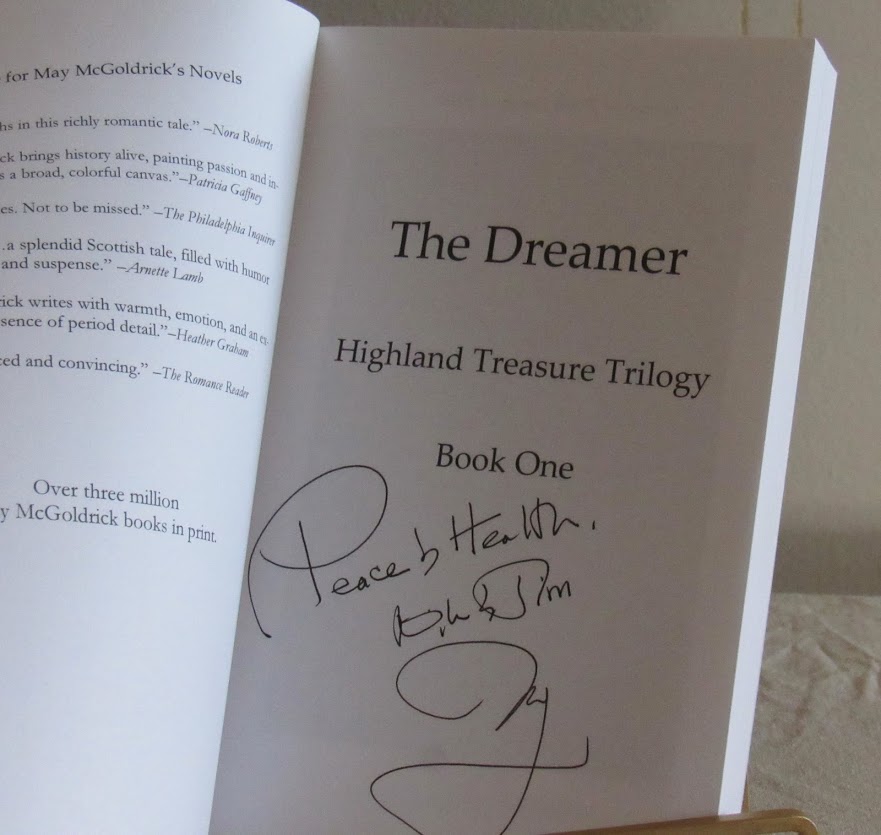 for May McGoldrick's Novels
hs in this richly romantic tale." –Nora Roberts
ck brings history alive, painting passion and in-
s a broad, colorful canvas."–Patricia Gaffney
es. Not to be missed." –The Philadelphia Inquirer
.a splendid Scottish tale, filled with humor
and suspense." –Arnette Lamb
ick writes with warmth, emotion, and an ex-
sence of period detail."–Heather Graham
ced and convincing." –The Romance Reader
Over three million
y McGoldrick books in print.
The Dreamer
Highland Treasure Trilogy
Book One
Peace & Health.
& Jim